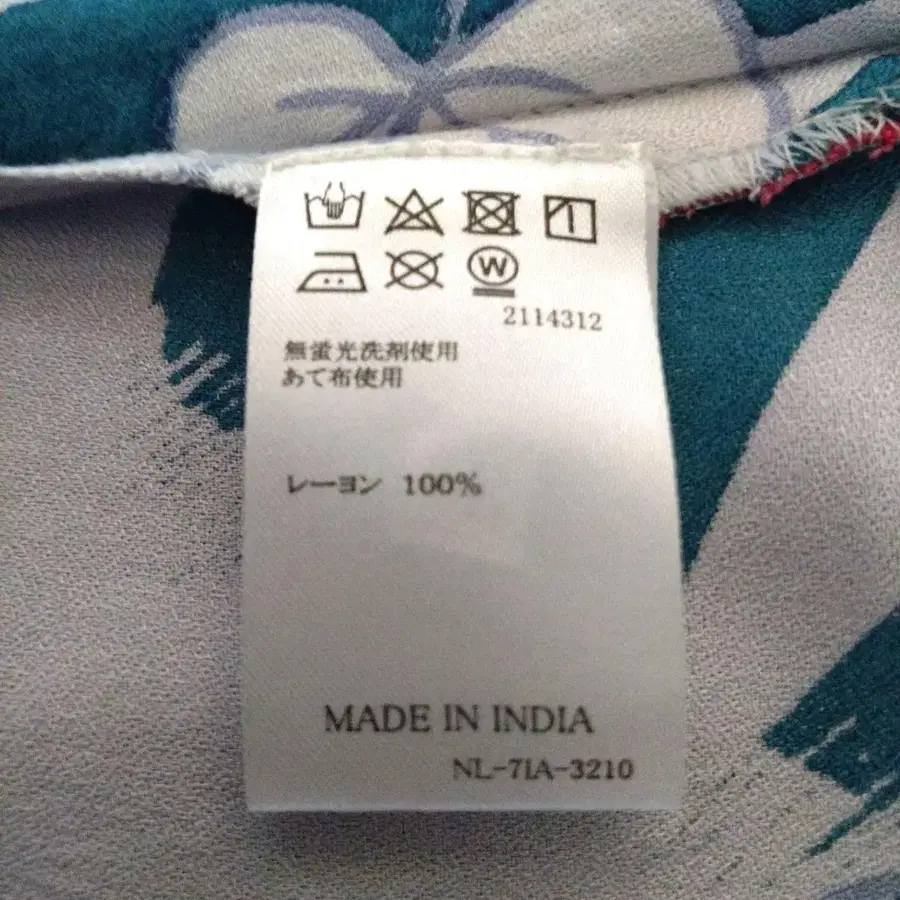 W
2114312
無蛍光洗剤使用
あて布使用
レーヨン 100%
MADE IN INDIA
NL-7IA-3210